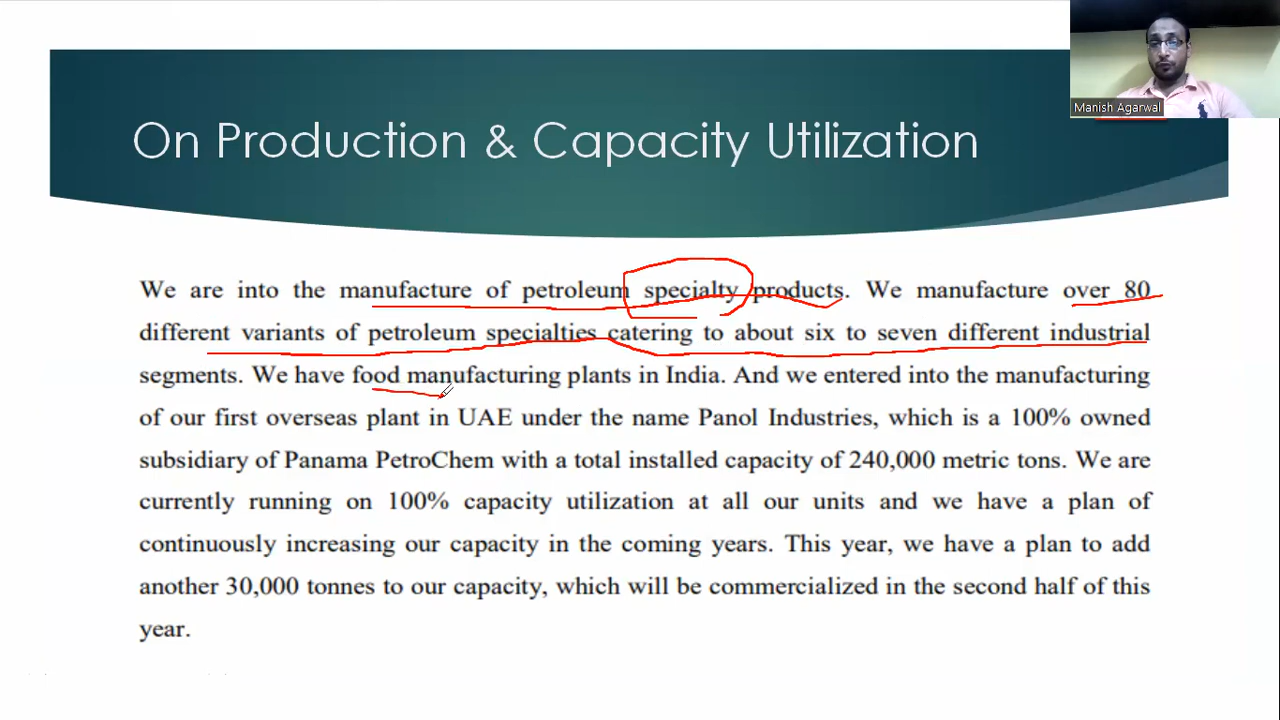 Manish Agarwal
On Production & Capacity Utilization
We are into the manufacture of petroleum specialty products. We manufacture over 80
different variants of petroleum specialties catering to about six to seven different industrial
segments. We have food manufacturing plants in India. And we entered into the manufacturing
of our first overseas plant in UAE under the name Panol Industries, which is a 100% owned
subsidiary of Panama PetroChem with a total installed capacity of 240,000 metric tons. We are
currently running on 100% capacity utilization at all our units and we have a plan of
continuously increasing our capacity in the coming years. This year, we have a plan to add
another 30,000 tonnes to our capacity, which will be commercialized in the second half of this
year.